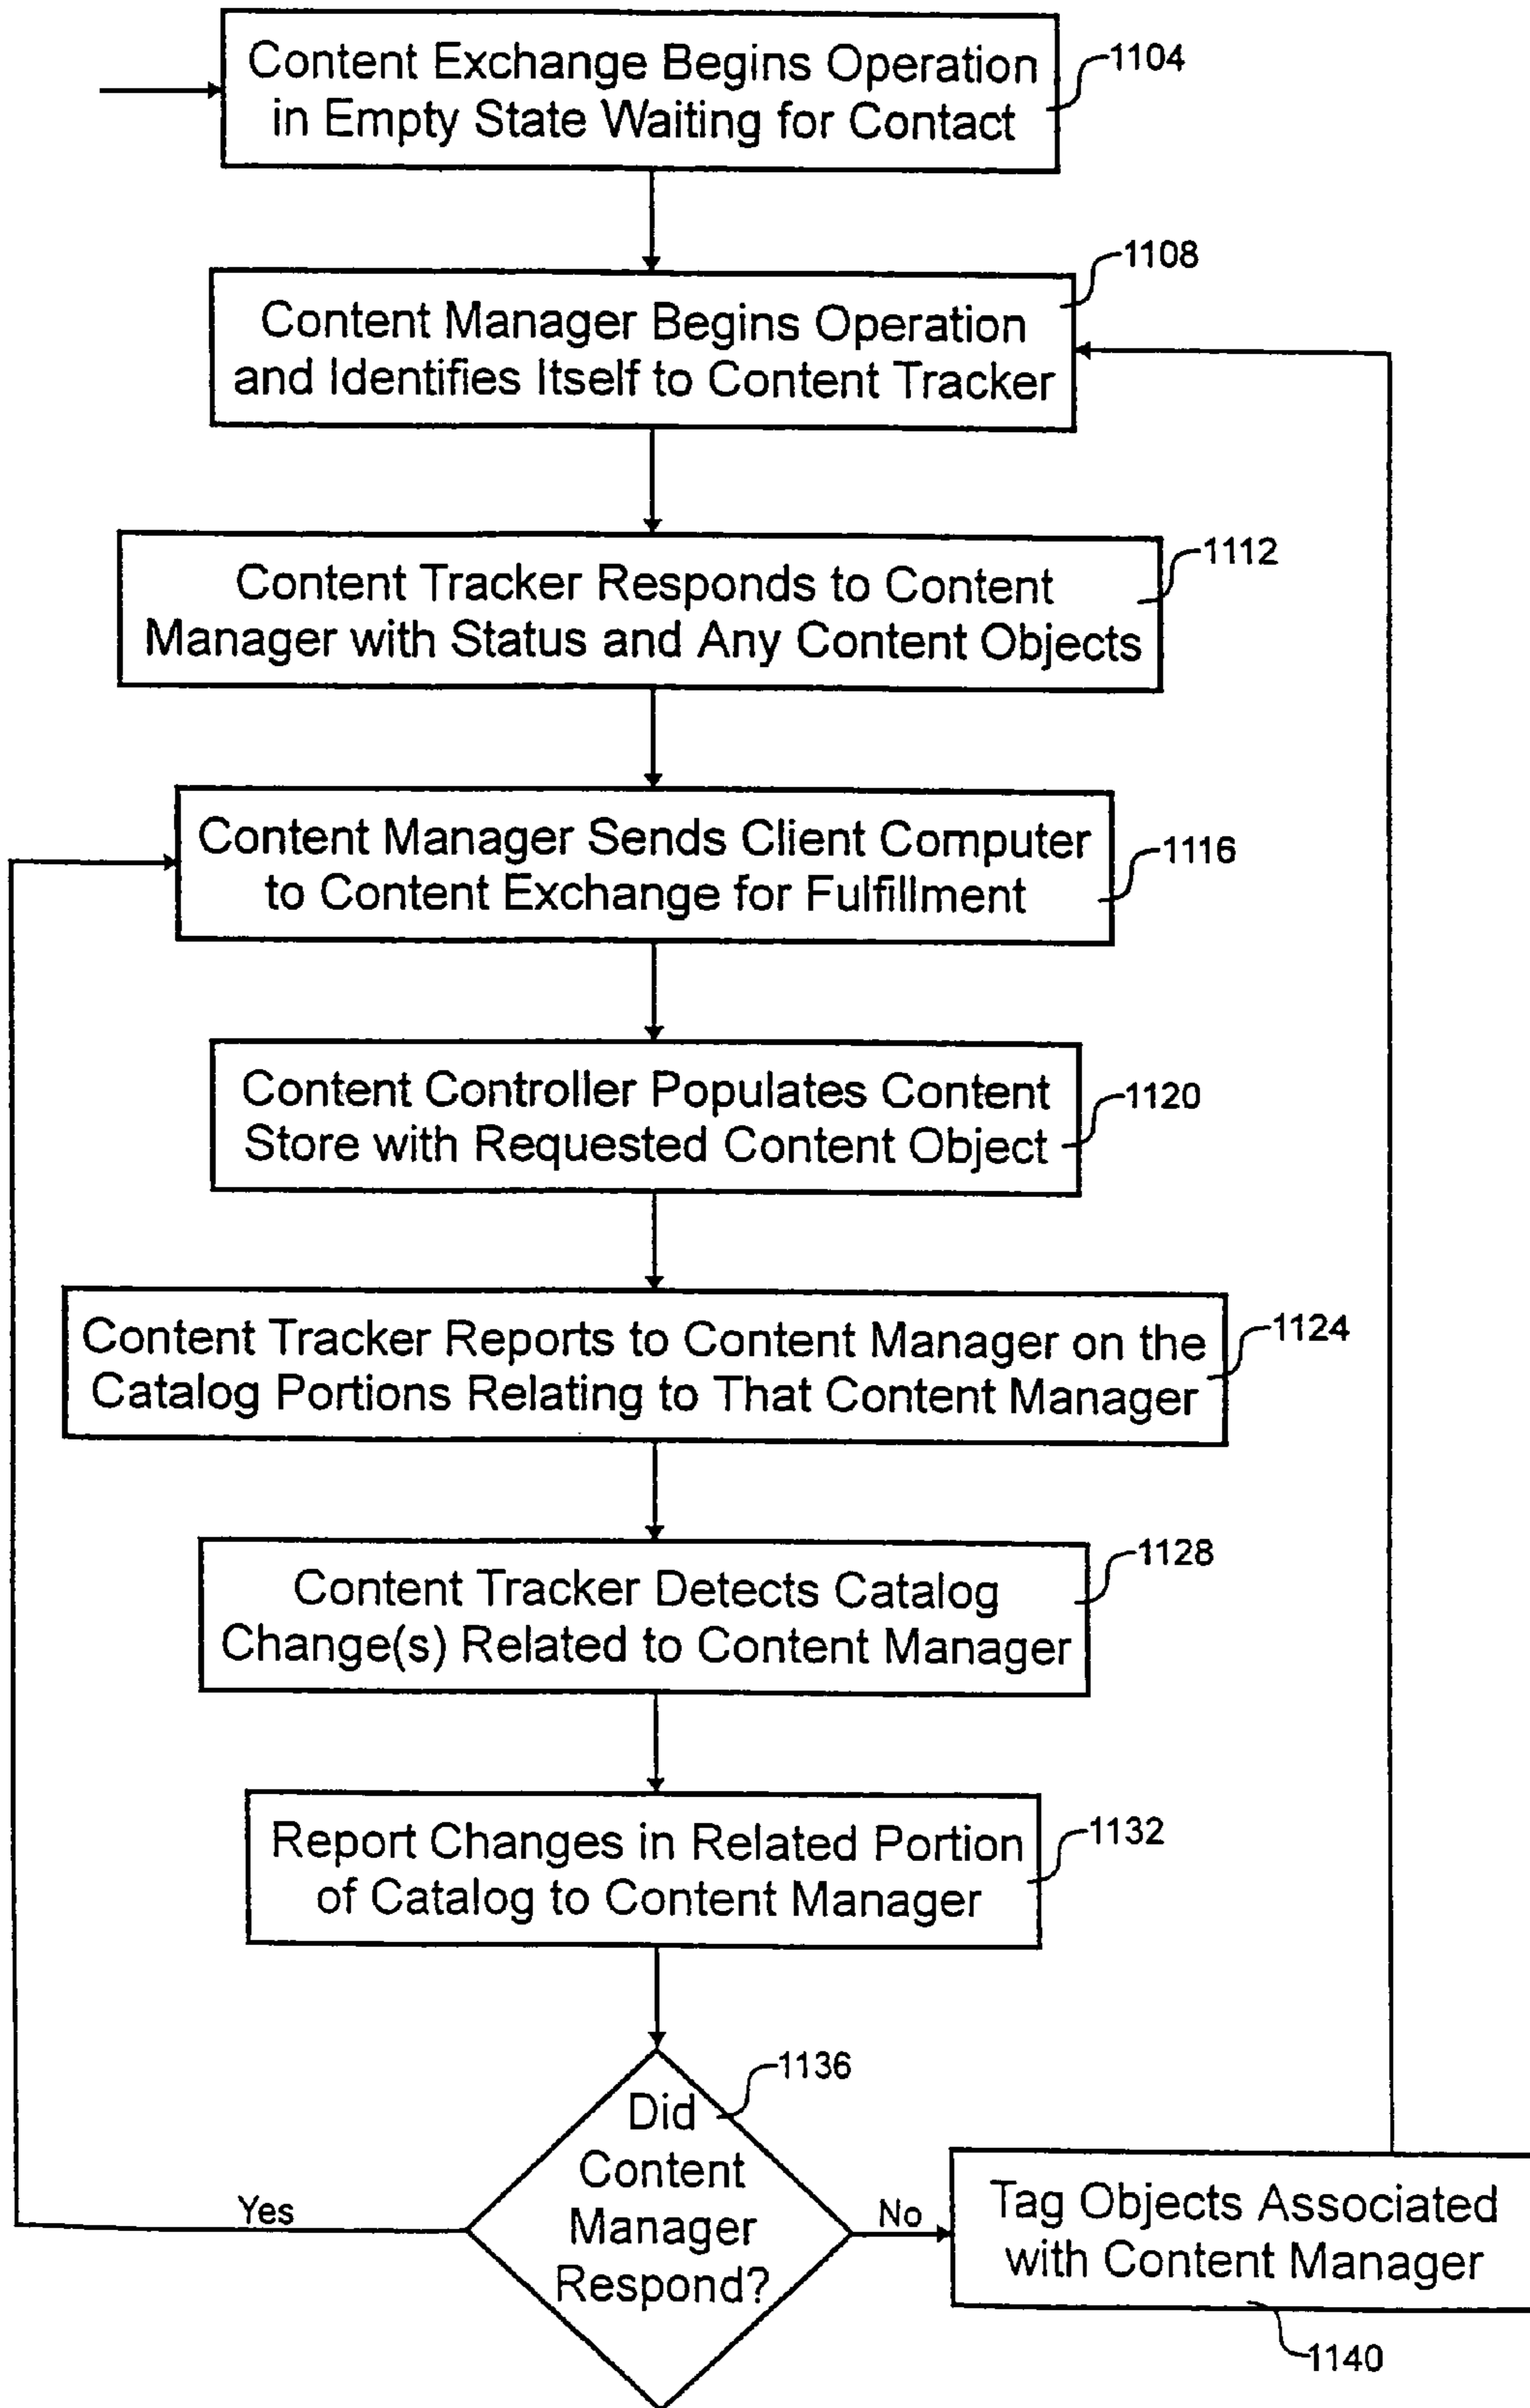 Content Exchange Begins Operation
in Empty State Waiting for Contact
1104
Content Manager Begins Operation
and Identifies Itself to Content Tracker
1108
Content Tracker Responds to Content
Manager with Status and Any Content Objects
1112
Content Manager Sends Client Computer
to Content Exchange for Fulfillment
1116
Content Controller Populates Content
Store with Requested Content Object
1120
Content Tracker Reports to Content Manager on the
Catalog Portions Relating to That Content Manager
1124
Content Tracker Detects Catalog
Change(s) Related to Content Manager
1128
Report Changes in Related Portion
of Catalog to Content Manager
1132
Did
Content
Manager
Respond?
1136
Yes
No
Tag Objects Associated
with Content Manager
1140